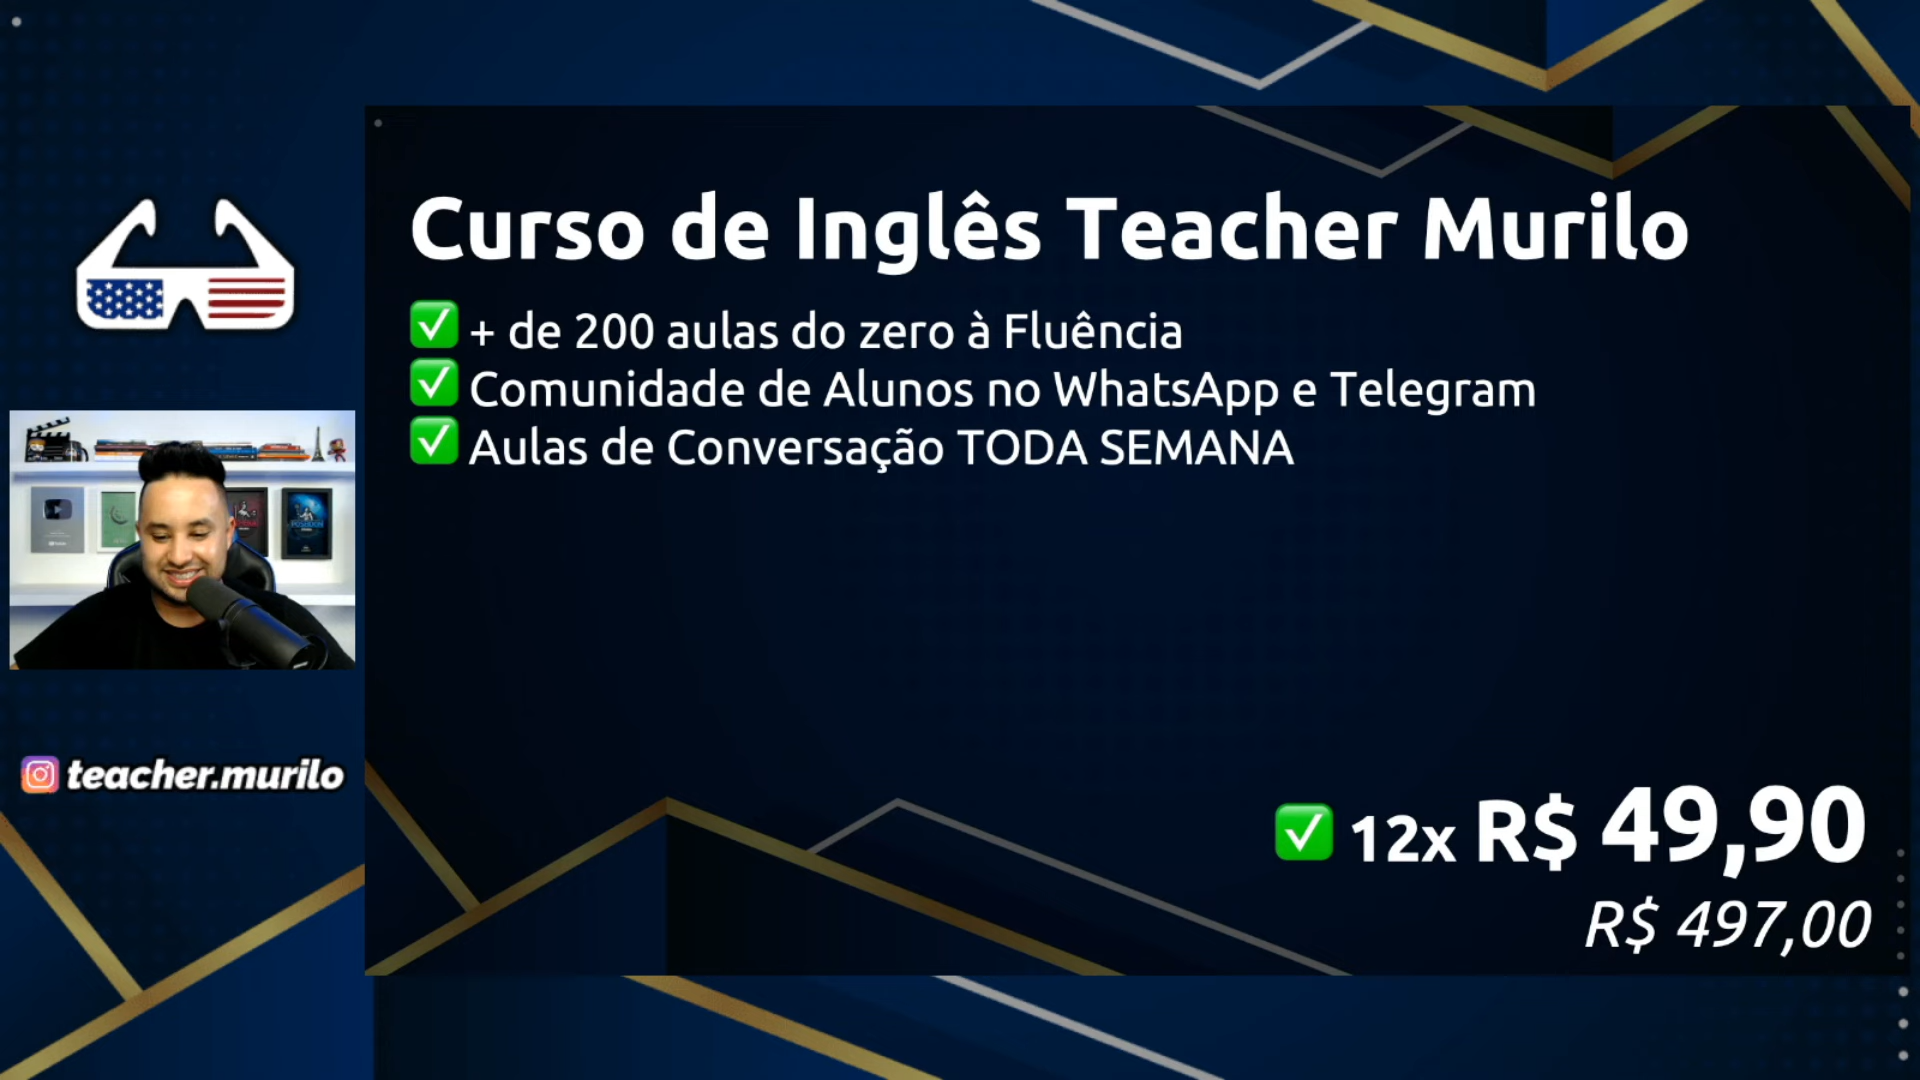 Curso de Inglês Teacher Murilo
✅ + de 200 aulas do zero à Fluência
✅ Comunidade de Alunos no WhatsApp e Telegram
✅ Aulas de Conversação TODA SEMANA
teacher.murilo
✅ 12x R$ 49,90
R$ 497,00